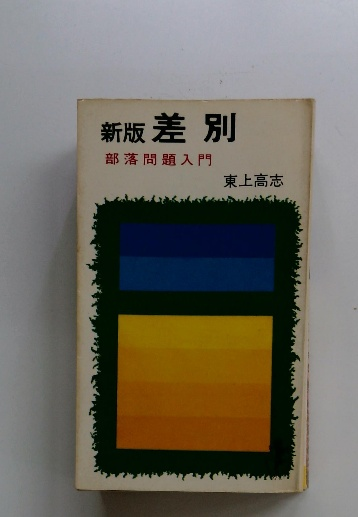 新版 差別
部落問題入門
東上高志